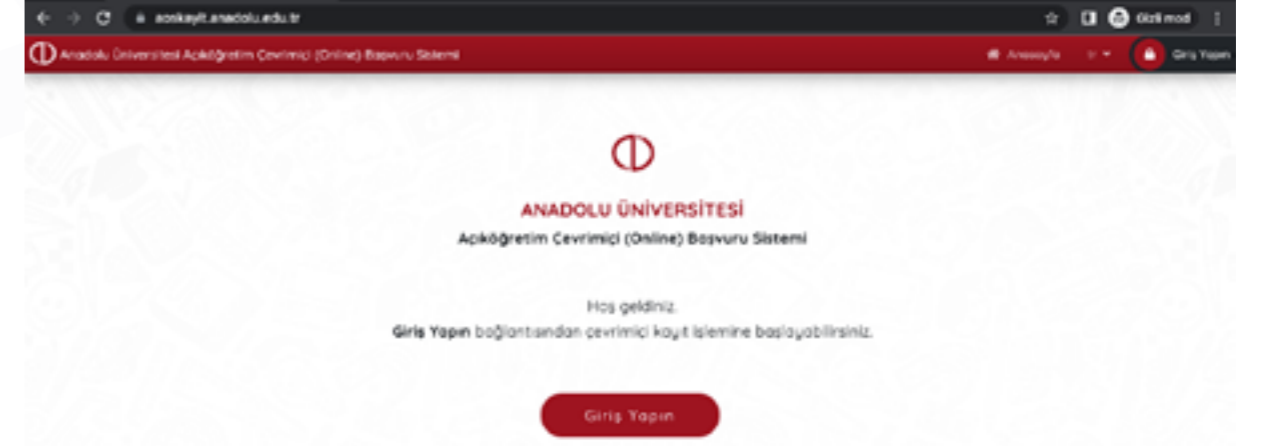 aoskayit.anadolu.edu.tr
Gizli mod
Anadolu Üniversitesi Açıköğretim Çevrimiçi (Online) Başvuru Sistemi
Anasayfa
Giriş Yapın
ANADOLU ÜNİVERSİTESİ
Açıköğretim Çevrimiçi (Online) Başvuru Sistemi
Hoş geldiniz.
Giriş Yapın bağlantısından çevrimiçi kayıt işlemine başlayabilirsiniz.
Giriş Yapın